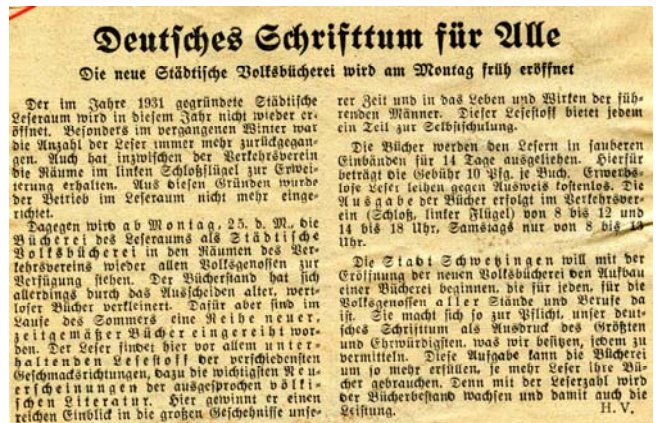 Deutsches Schrifttum für Alle
Die neue Städtische Volksbücherei wird am Montag früh eröffnet
Der im Jahre 1931 gegründete Städtische
Leseraum wird in diesem Jahr nicht wieder er-
öffnet. Besonders im vergangenen Winter war
die Anzahl der Leser immer mehr zurückgegan-
gen. Auch hat inzwischen der Verkehrsverein
die Räume im linken Schloßflügel zur Erwei-
terung erhalten. Aus diesen Gründen wurde
der Betrieb im Leseraum nicht mehr einge-
richtet.
Dagegen wird ab Montag, 25. d. M., die
Bücherei des Leseraums als Städtische
Volksbücherei in den Räumen des Ver-
kehrsvereins wieder allen Volksgenossen zur
Verfügung stehen. Der Bücherstand hat sich
allerdings durch das Ausscheiden alter, wert-
loser Bücher verkleinert. Dafür aber sind im
Laufe des Sommers eine Reihe neuer,
zeitgemäßer Bücher eingereiht wor-
den. Der Leser findet hier vor allem unter-
haltenden Lesestoff der verschiedensten
Geschmacksrichtungen, dazu die wichtigsten Neu-
erscheinungen der ausgesprochen völki-
schen Literatur. Hier gewinnt er einen
reichen Einblick in die großen Geschehnisse unse-
rer Zeit und in das Leben und Wirken der füh-
renden Männer. Dieser Lesestoff bietet jedem
ein Teil zur Selbstschulung.
Die Bücher werden den Lesern in sauberen
Einbänden für 14 Tage ausgeliehen. Hierfür
beträgt die Gebühr 10 Pfg. je Buch. Erwerbs-
lose Leser leihen gegen Ausweis kostenlos. Die
Ausgabe der Bücher erfolgt im Verkehrsver-
ein (Schloß, linker Flügel) von 8 bis 12 und
14 bis 18 Uhr, Samstags nur von 8 bis 13
Uhr.
Die Stadt Schwetzingen will mit der
Eröffnung der neuen Volksbücherei den Aufbau
einer Bücherei beginnen, die für jeden, für die
Volksgenossen aller Stände und Berufe da
ist. Sie macht sich so zur Pflicht, unser deut-
sches Schrifttum als Ausdruck des Größten
und Ehrwürdigsten, was wir besitzen, jedem zu
vermitteln. Diese Aufgabe kann die Bücherei
um so mehr erfüllen, je mehr Leser ihre Bü-
cher gebrauchen. Denn mit der Leserzahl wird
der Bücherbestand wachsen und damit auch die
Leistung. H. V.